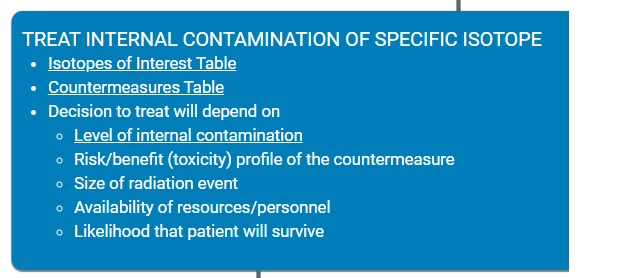 TREAT INTERNAL CONTAMINATION OF SPECIFIC ISOTOPE
• Isotopes of Interest Table
• Countermeasures Table
• Decision to treat will depend on
◦ Level of internal contamination
◦ Risk/benefit (toxicity) profile of the countermeasure
◦ Size of radiation event
◦ Availability of resources/personnel
◦ Likelihood that patient will survive